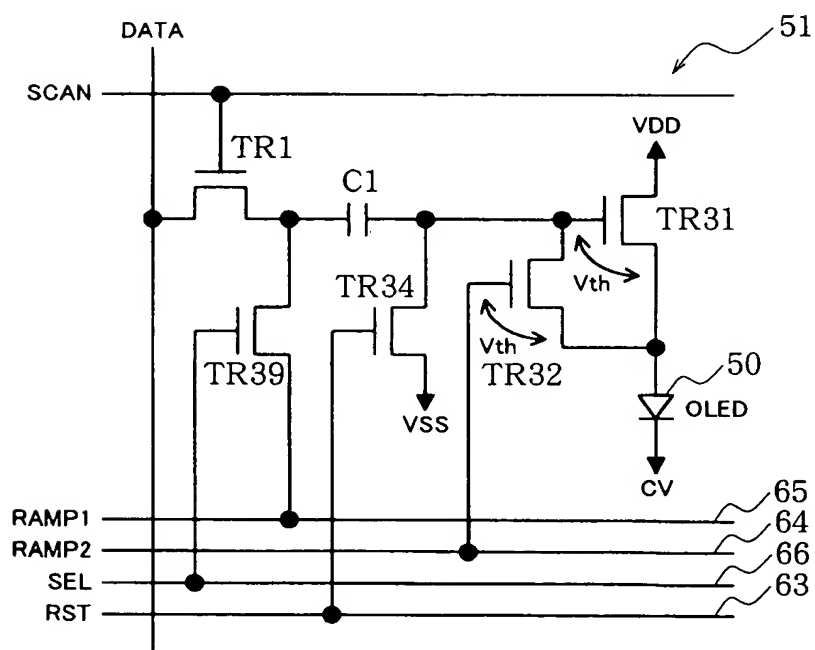 DATA
51
SCAN
TR1
VDD
C1
TR31
Vth
TR34
TR39
Vth
TR32
50
OLED
VSS
CV
RAMP1
65
RAMP2
64
SEL
66
RST
63